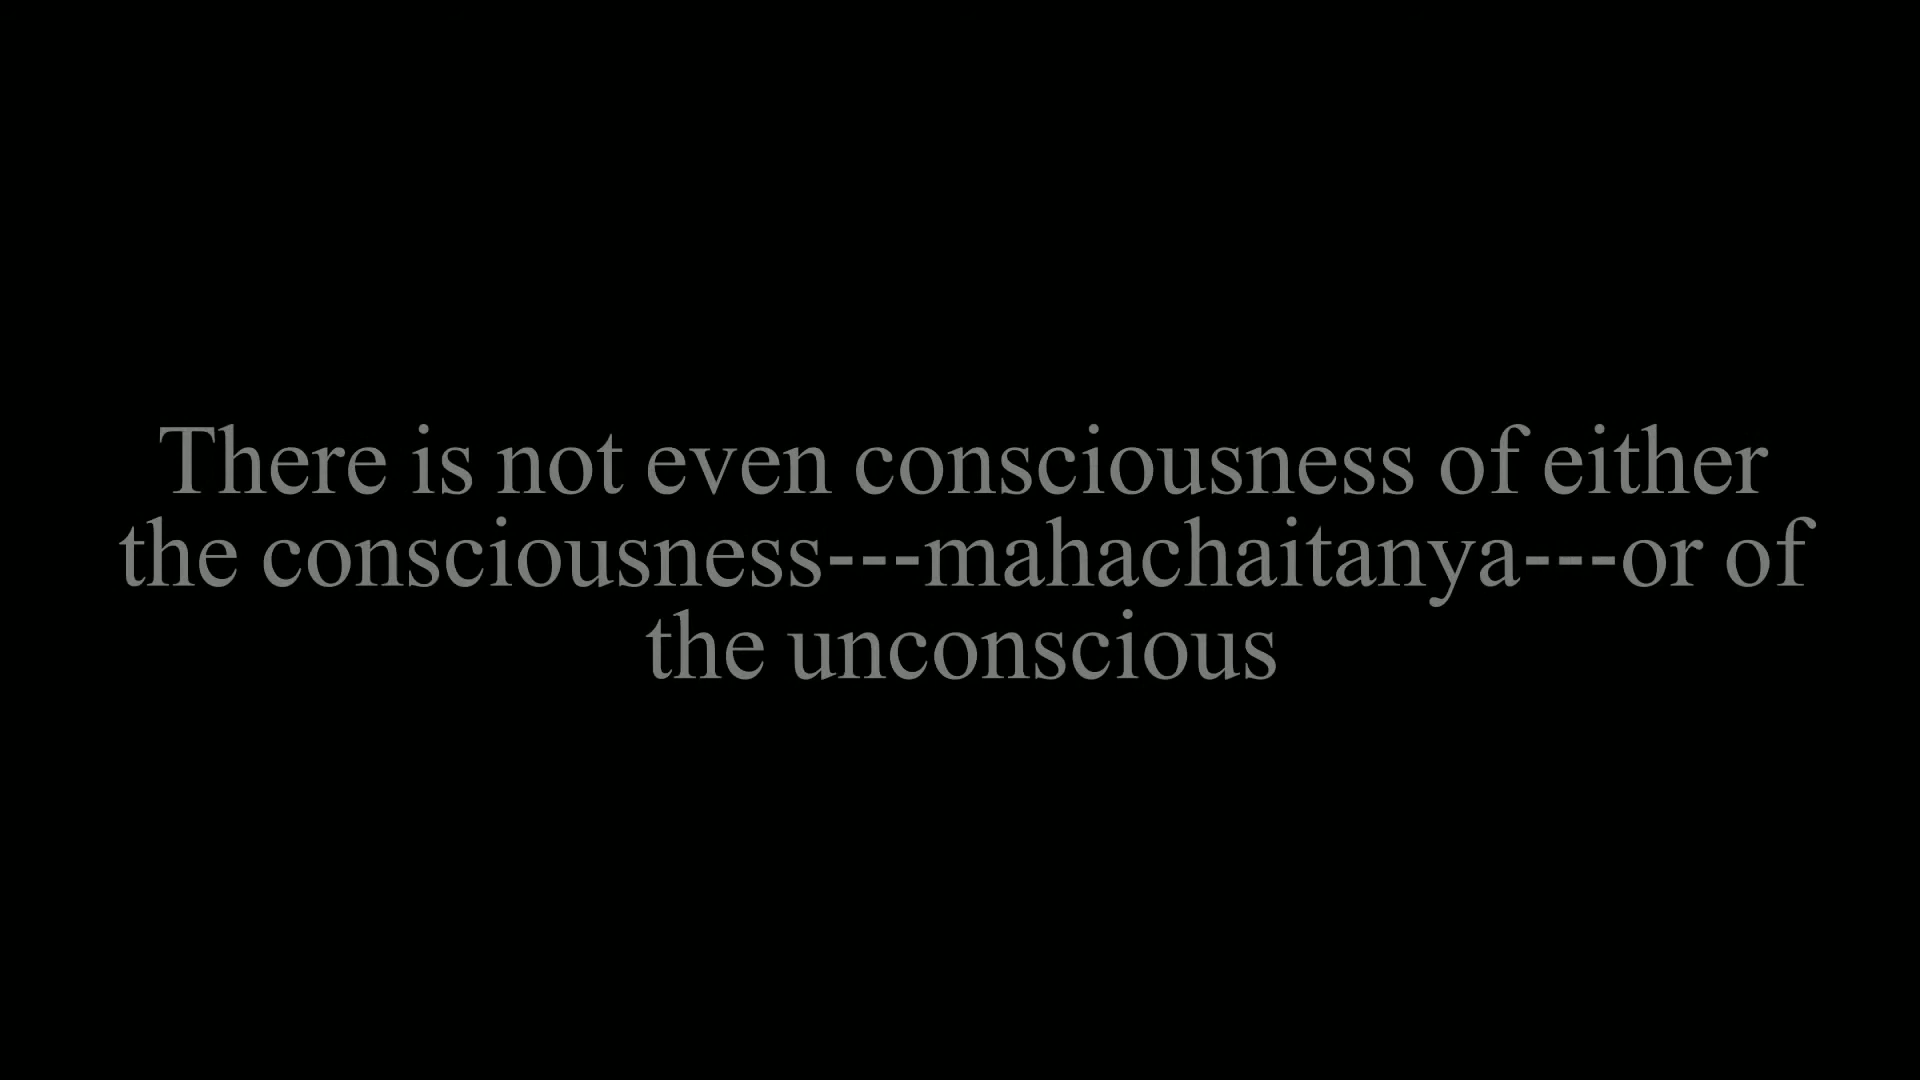 There is not even consciousness of either
the consciousness---mahachaitanya---or of
the unconscious